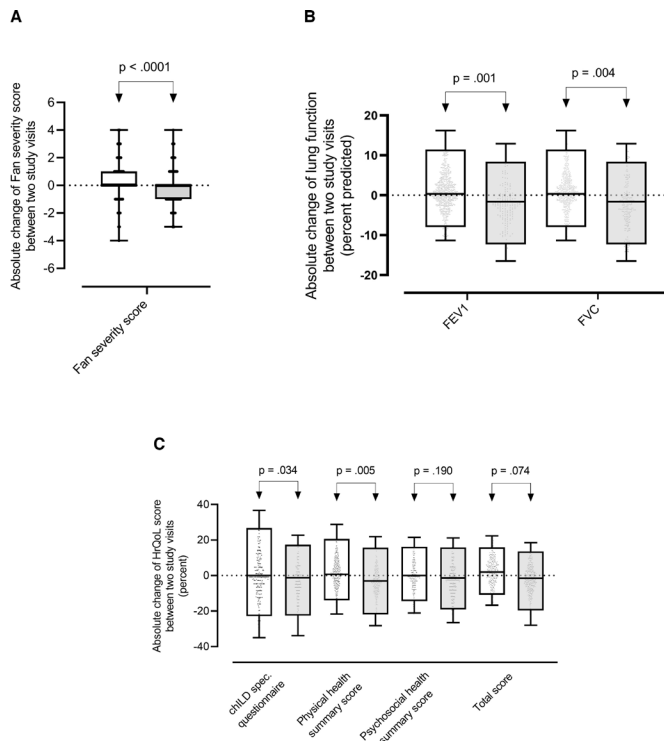 A
p < .0001
Absolute change of Fan severity score
between two study visits
6
4
2
0
-2
-4
-6
Fan severity score
B
p = .001
p = .004
Absolute change of lung function
between two study visits
(percent predicted)
20
10
0
-10
-20
FEV1
FVC
C
p = .034
p = .005
p = .190
p = .074
Absolute change of HrQoL score
between two study visits
(percent)
40
20
0
-20
-40
chILD spec.
questionnaire
Physical health
summary score
Psychosocial health
summary score
Total score